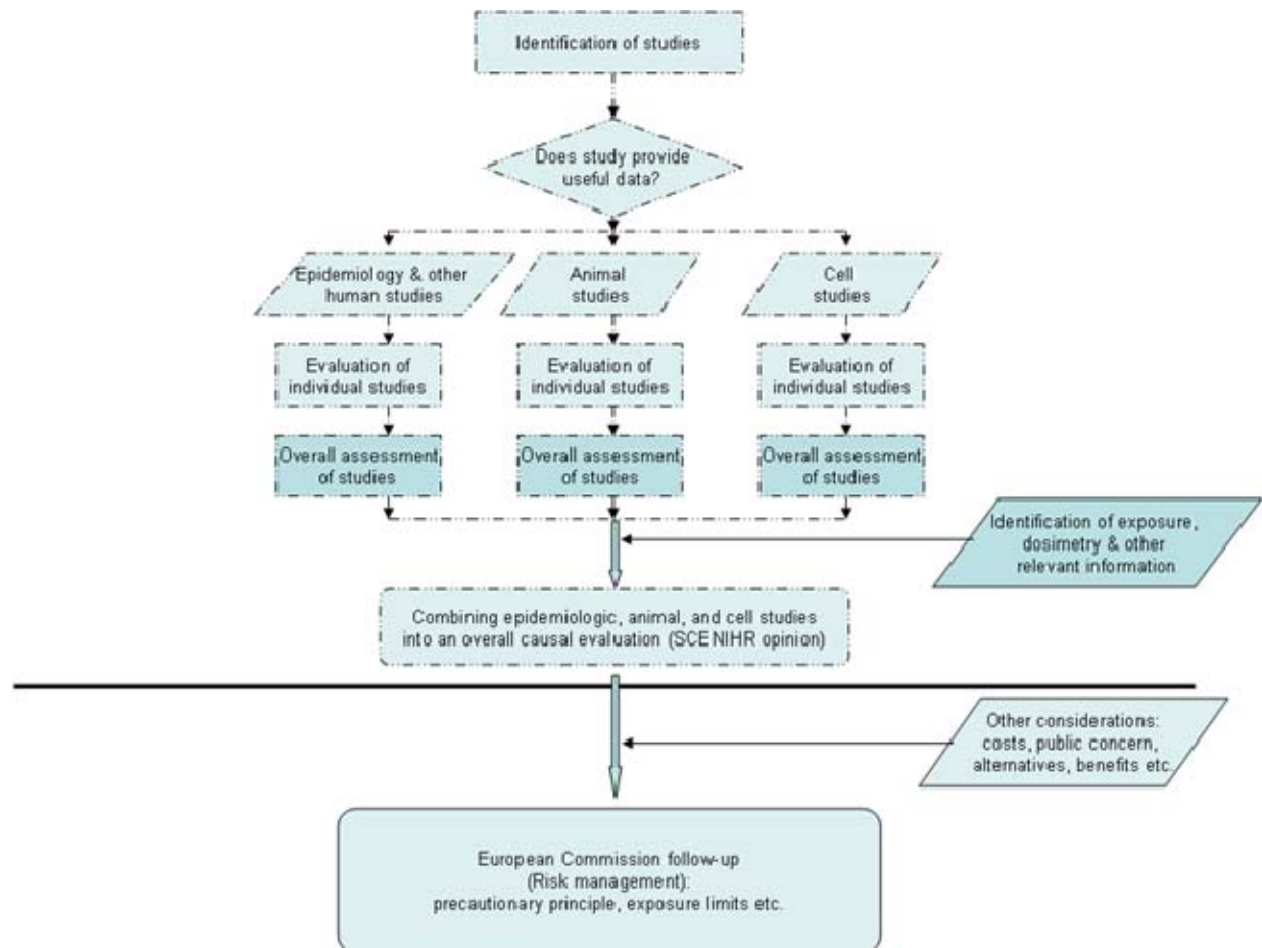 Identification of studies
Does study provide
useful data?
Epidemiology & other
human studies
Animal
studies
Cell
studies
Evaluation of
individual studies
Evaluation of
individual studies
Evaluation of
individual studies
Overall assessment
of studies
Overall assessment
of studies
Overall assessment
of studies
Identification of exposure,
dosimetry & other
relevant information
Combining epidemiologic, animal, and cell studies
into an overall causal evaluation (SCENIHR opinion)
Other considerations:
costs, public concern,
alternatives, benefits etc.
European Commission follow-up
(Risk management):
precautionary principle, exposure limits etc.